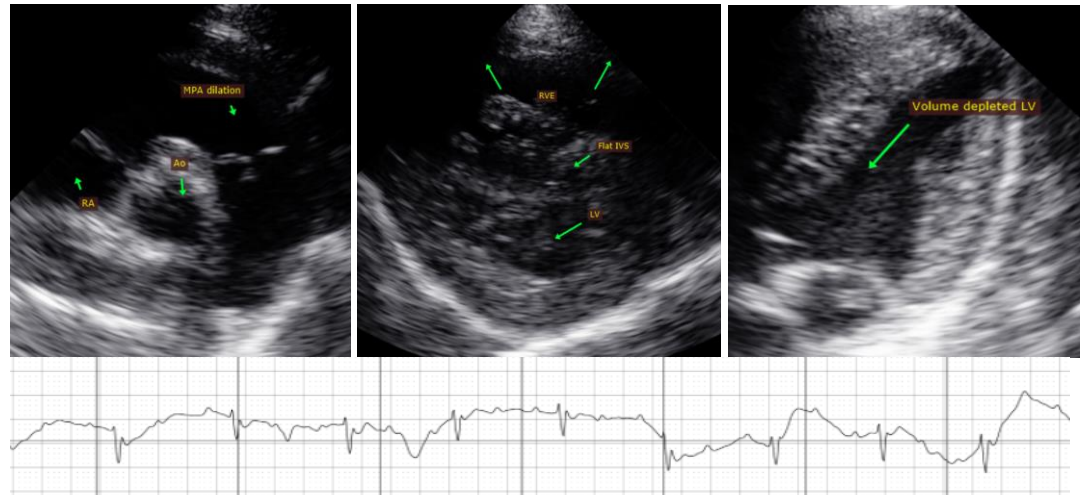 MPA dilation
Ao
RA
RVE
Flat IVS
LV
Volume depleted LV